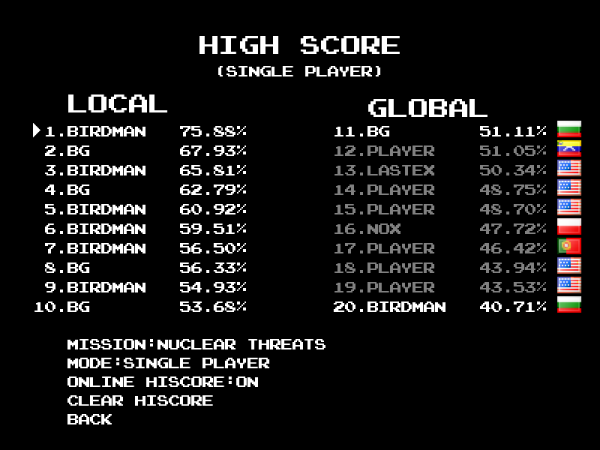 HIGH SCORE
(SINGLE PLAYER)
LOCAL
1.BIRDMAN 75.88%
2.BG 67.93%
3.BIRDMAN 65.81%
4.BG 62.79%
5.BIRDMAN 60.92%
6.BIRDMAN 59.51%
7.BIRDMAN 56.50%
8.BG 56.33%
9.BIRDMAN 54.93%
10.BG 53.68%
GLOBAL
11.BG 51.11%
12.PLAYER 51.05%
13.LASTEX 50.34%
14.PLAYER 48.75%
15.PLAYER 48.70%
16.NOX 47.72%
17.PLAYER 46.42%
18.PLAYER 43.94%
19.PLAYER 43.53%
20.BIRDMAN 40.71%
MISSION:NUCLEAR THREATS
MODE:SINGLE PLAYER
ONLINE HISCORE:ON
CLEAR HISCORE
BACK